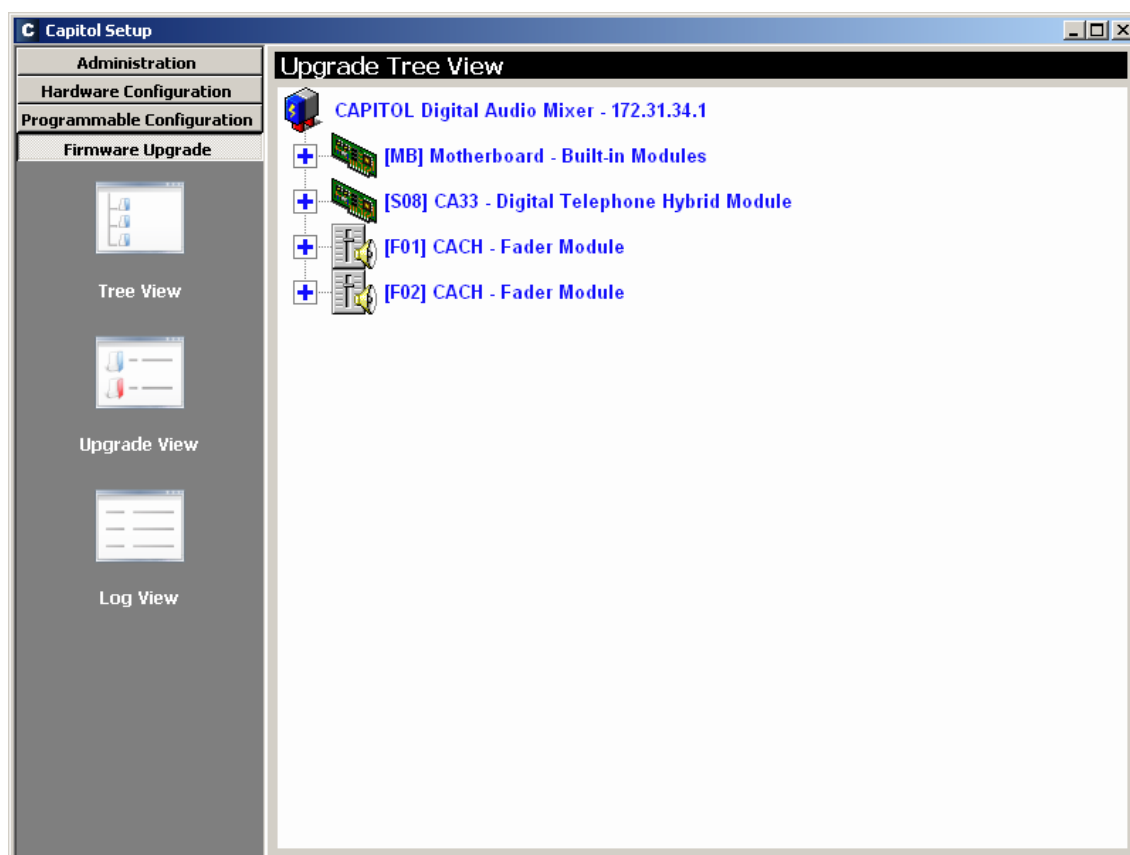 C Capitol Setup
Administration
Hardware Configuration
Programmable Configuration
Firmware Upgrade
Tree View
Upgrade View
Log View
Upgrade Tree View
CAPITOL Digital Audio Mixer - 172.31.34.1
[MB] Motherboard - Built-in Modules
[S08] CA33 - Digital Telephone Hybrid Module
[F01] CACH - Fader Module
[F02] CACH - Fader Module